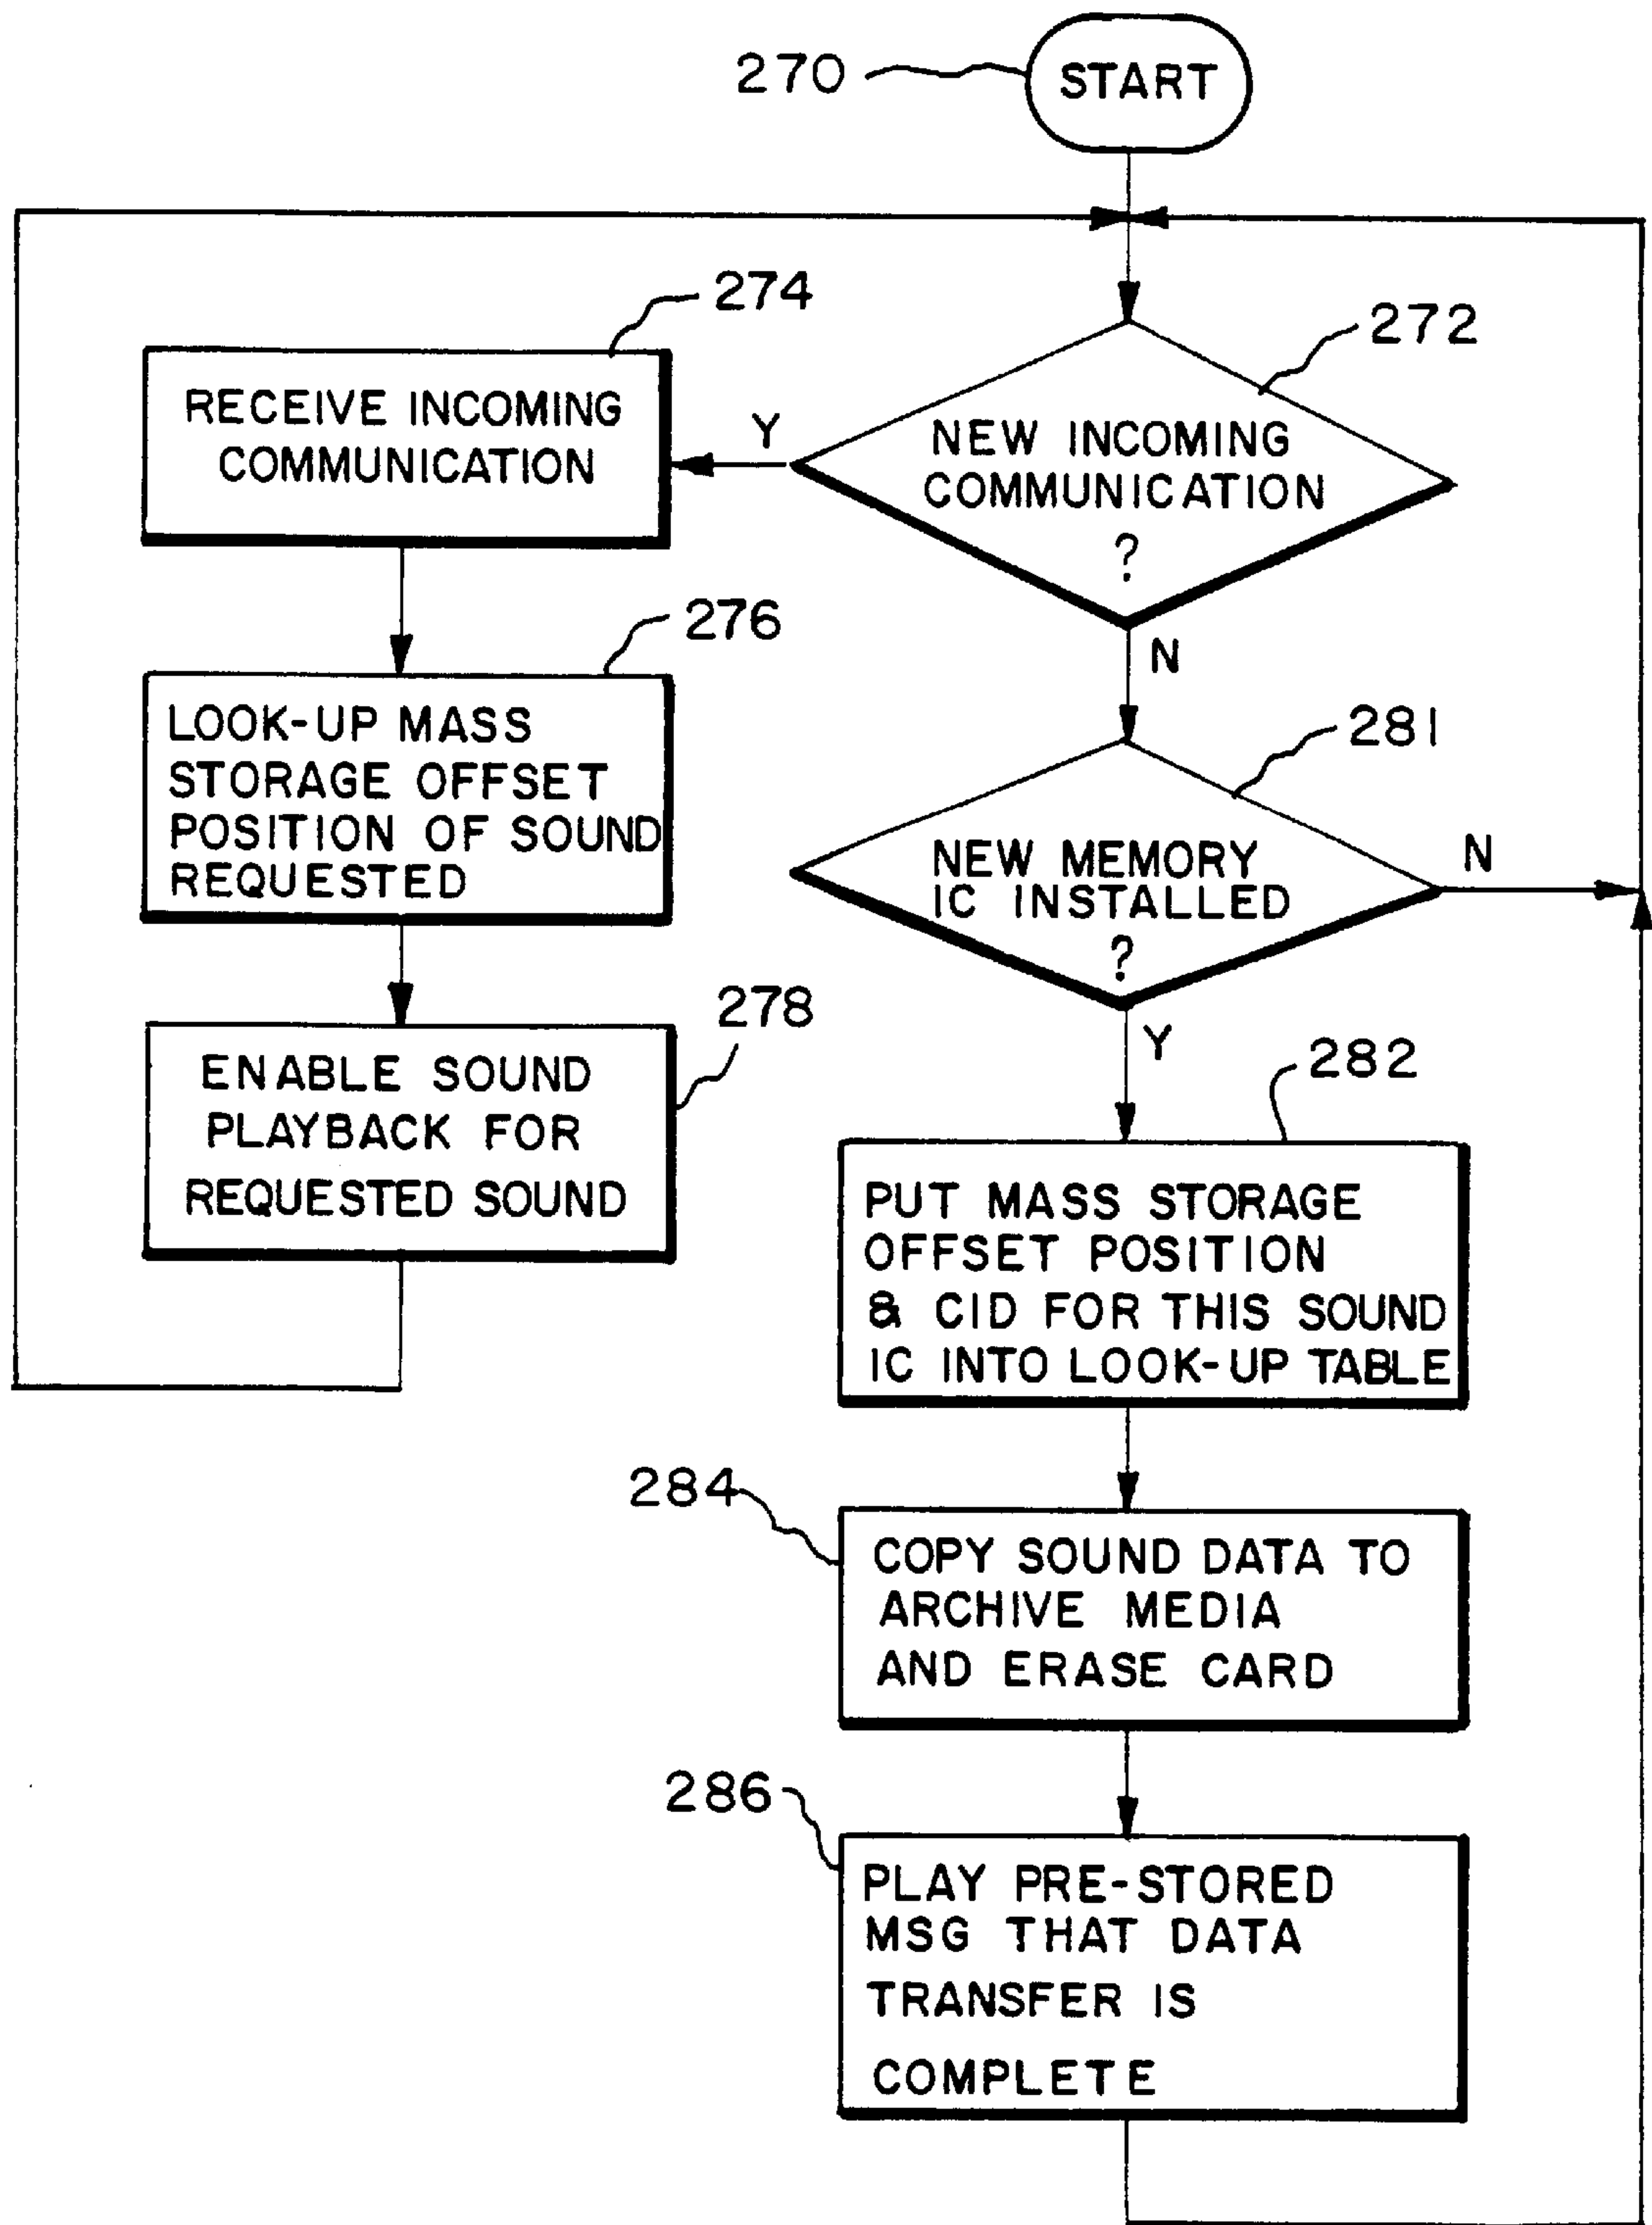 270
START
274
272
RECEIVE INCOMING
COMMUNICATION
Y
NEW INCOMING
COMMUNICATION
?
276
N
LOOK-UP MASS
STORAGE OFFSET
POSITION OF SOUND
REQUESTED
281
NEW MEMORY
IC INSTALLED
?
N
278
Y
ENABLE SOUND
PLAYBACK FOR
REQUESTED SOUND
282
PUT MASS STORAGE
OFFSET POSITION
& CID FOR THIS SOUND
IC INTO LOOK-UP TABLE
284
COPY SOUND DATA TO
ARCHIVE MEDIA
AND ERASE CARD
286
PLAY PRE-STORED
MSG THAT DATA
TRANSFER IS
COMPLETE